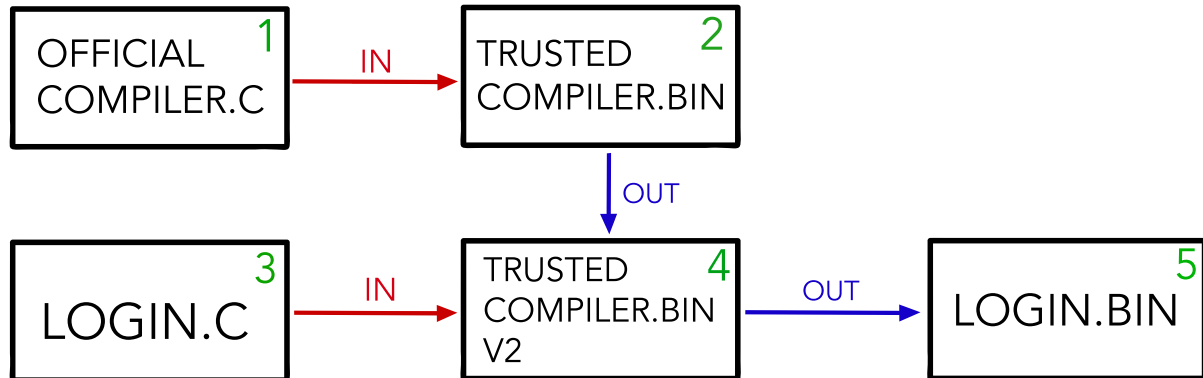 1
OFFICIAL
COMPILER.C
IN
2
TRUSTED
COMPILER.BIN
OUT
3
LOGIN.C
IN
4
TRUSTED
COMPILER.BIN
V2
OUT
5
LOGIN.BIN